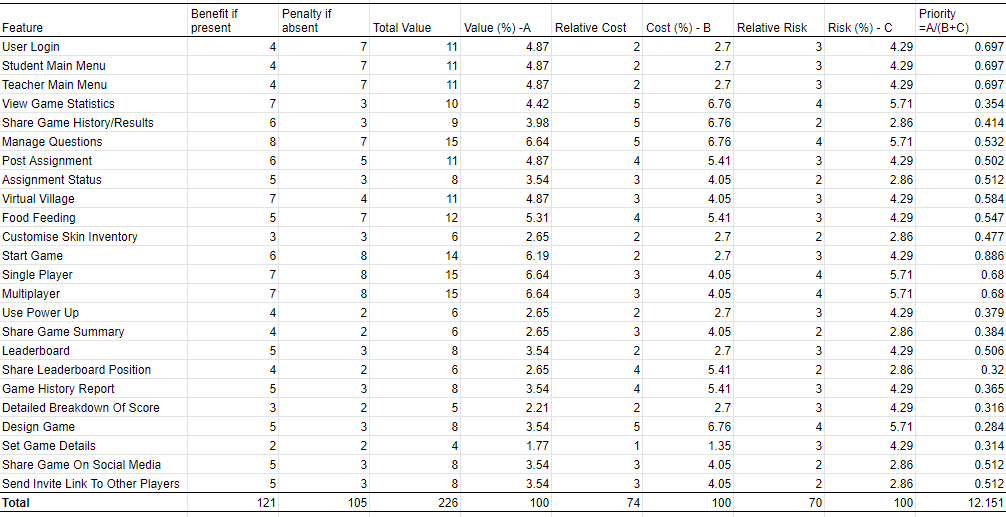 Feature Benefit if present Penalty if absent Total Value Value (%) -A Relative Cost Cost (%) - B Relative Risk Risk (%) - C Priority =A/(B+C)
User Login 4 7 11 4.87 2 2.7 3 4.29 0.697
Student Main Menu 4 7 11 4.87 2 2.7 3 4.29 0.697
Teacher Main Menu 4 7 11 4.87 2 2.7 3 4.29 0.697
View Game Statistics 7 3 10 4.42 5 6.76 4 5.71 0.354
Share Game History/Results 6 3 9 3.98 5 6.76 2 2.86 0.414
Manage Questions 8 7 15 6.64 5 6.76 4 5.71 0.532
Post Assignment 6 5 11 4.87 4 5.41 3 4.29 0.502
Assignment Status 5 3 8 3.54 3 4.05 2 2.86 0.512
Virtual Village 7 4 11 4.87 3 4.05 3 4.29 0.584
Food Feeding 5 7 12 5.31 4 5.41 3 4.29 0.547
Customise Skin Inventory 3 3 6 2.65 2 2.7 2 2.86 0.477
Start Game 6 8 14 6.19 2 2.7 3 4.29 0.886
Single Player 7 8 15 6.64 3 4.05 4 5.71 0.68
Multiplayer 7 8 15 6.64 3 4.05 4 5.71 0.68
Use Power Up 4 2 6 2.65 2 2.7 3 4.29 0.379
Share Game Summary 4 2 6 2.65 3 4.05 2 2.86 0.384
Leaderboard 5 3 8 3.54 2 2.7 3 4.29 0.506
Share Leaderboard Position 4 2 6 2.65 4 5.41 2 2.86 0.32
Game History Report 5 3 8 3.54 4 5.41 3 4.29 0.365
Detailed Breakdown Of Score 3 2 5 2.21 2 2.7 3 4.29 0.316
Design Game 5 3 8 3.54 5 6.76 4 5.71 0.284
Set Game Details 2 2 4 1.77 1 1.35 3 4.29 0.314
Share Game On Social Media 5 3 8 3.54 3 4.05 2 2.86 0.512
Send Invite Link To Other Players 5 3 8 3.54 3 4.05 2 2.86 0.512
Total 121 105 226 100 74 100 70 100 12.151